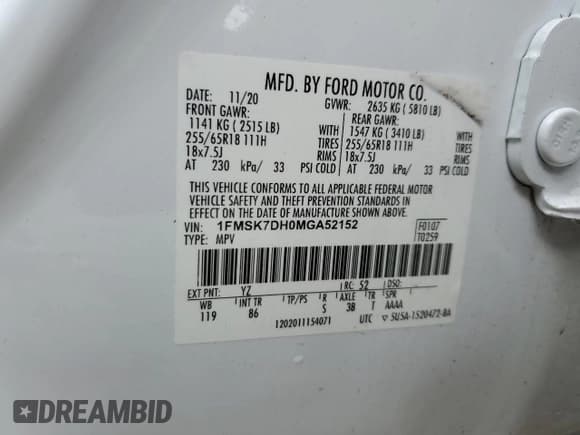 MFD. BY FORD MOTOR CO.
DATE: 11/20 GVWR: 2635 KG ( 5810 LB)
FRONT GAWR: REAR GAWR:
1141 KG ( 2515 LB) WITH 1547 KG ( 3410 LB) WITH
255/65R18 111H TIRES 255/65R18 111H TIRES
18x7.5J RIMS 18x7.5J RIMS
AT 230 kPa/ 33 PSI COLD AT 230 kPa/ 33 PSI COLD
THIS VEHICLE CONFORMS TO ALL APPLICABLE FEDERAL MOTOR
VEHICLE SAFETY AND THEFT PREVENTION STANDARDS IN
EFFECT ON THE DATE OF MANUFACTURE SHOWN ABOVE.
VIN: 1FMSK7DH0MGA52152 F0107
TYPE: MPV T0259
EXT PNT: YZ RC: 52 DSO:
WB INT TR TP/PS R AXLE TR SPR
119 86 S 38 T AAAA
1202011154071 UTC ▽ 5U5A-1520472-BA
OPEN
DREAMBID